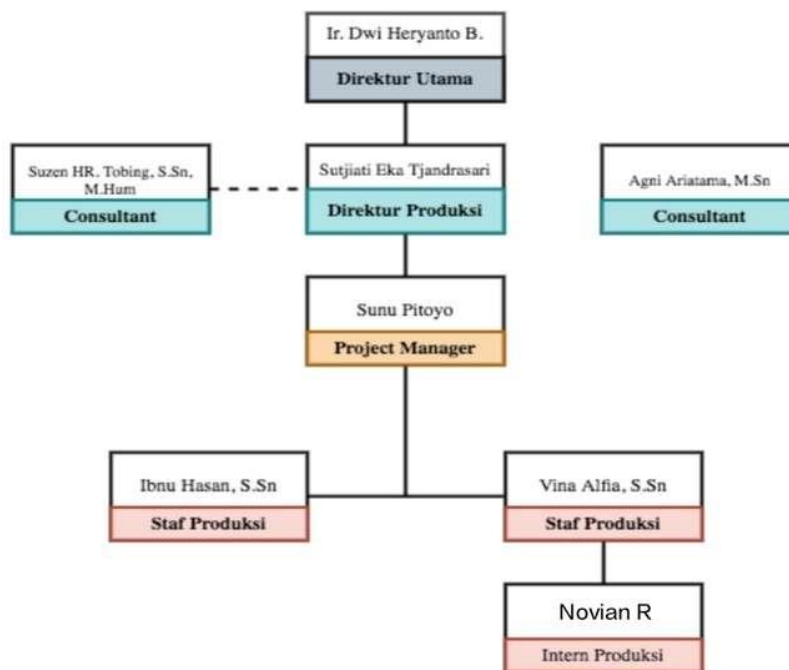 Ir. Dwi Heryanto B.
Direktur Utama
Suzen HR. Tobing, S.Sn,
M.Hum
Consultant
Sutjiati Eka Tjandrasari
Direktur Produksi
Agni Ariatama, M.Sn
Consultant
Sunu Pitoyo
Project Manager
Ibnu Hasan, S.Sn
Staf Produksi
Vina Alfia, S.Sn
Staf Produksi
Novian R
Intern Produksi